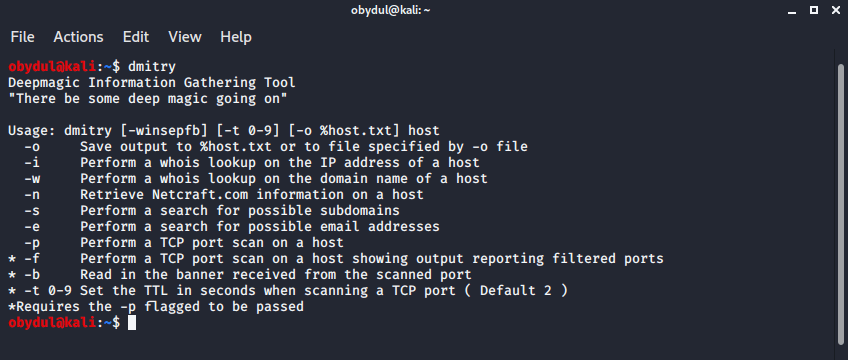 obydul@kali: ~
File Actions Edit View Help
obydul@kali:~$ dmitry
Deepmagic Information Gathering Tool
"There be some deep magic going on"

Usage: dmitry [-winsepfb] [-t 0-9] [-o %host.txt] host
  -o     Save output to %host.txt or to file specified by -o file
  -i     Perform a whois lookup on the IP address of a host
  -w     Perform a whois lookup on the domain name of a host
  -n     Retrieve Netcraft.com information on a host
  -s     Perform a search for possible subdomains
  -e     Perform a search for possible email addresses
  -p     Perform a TCP port scan on a host
* -f     Perform a TCP port scan on a host showing output reporting filtered ports
* -b     Read in the banner received from the scanned port
* -t 0-9 Set the TTL in seconds when scanning a TCP port ( Default 2 )
*Requires the -p flagged to be passed
obydul@kali:~$